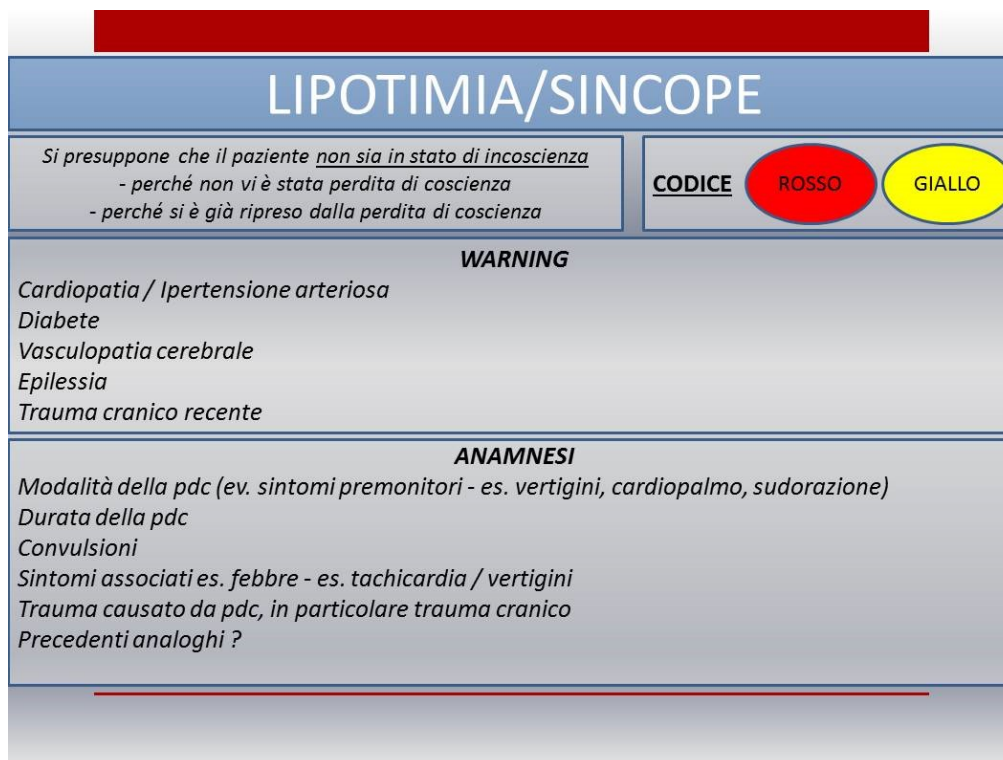 LIPOTIMIA/SINCOPE
Si presuppone che il paziente non sia in stato di incoscienza
- perché non vi è stata perdita di coscienza
- perché si è già ripreso dalla perdita di coscienza
CODICE ROSSO GIALLO
WARNING
Cardiopatia / Ipertensione arteriosa
Diabete
Vasculopatia cerebrale
Epilessia
Trauma cranico recente
ANAMNESI
Modalità della pdc (ev. sintomi premonitori - es. vertigini, cardiopalmo, sudorazione)
Durata della pdc
Convulsioni
Sintomi associati es. febbre - es. tachicardia / vertigini
Trauma causato da pdc, in particolare trauma cranico
Precedenti analoghi ?